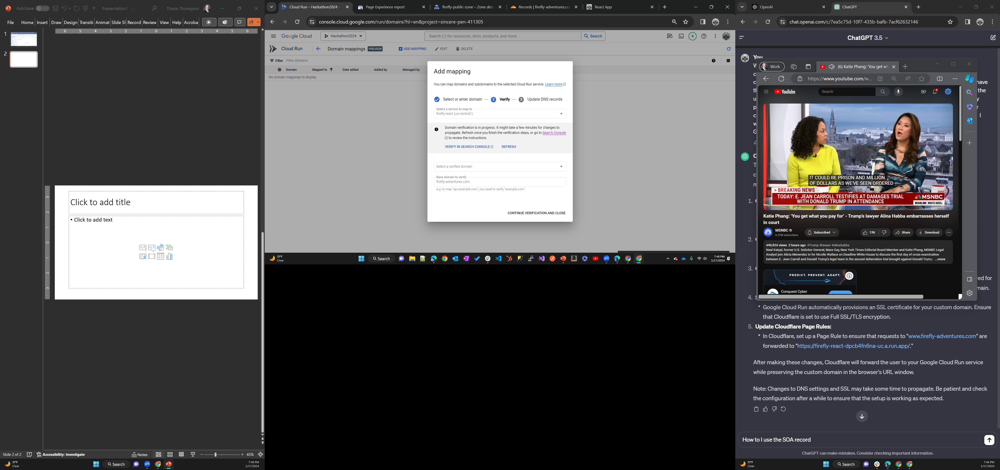 AutoSave Off
Presentation1 -...
Thane Thompson
File Home Insert Draw Design Transiti Animat Slide Sl Record Review View Help Acroba
6 5 4 3 2 1 0 1 2 3 4 5 6
1
2
3 2 1 0 1 2 3
Click to add title
• Click to add text
Slide 2 of 2
Accessibility: Investigate
Notes
65%
31°F
Clear
Search
7:46 PM
1/17/2024
Cloud Run – Hackathon2024 –
Page Experience report
firefly-public-zone – Zone deta
Records | firefly-adventures.co
React App
console.cloud.google.com/run/domains?hl=en&project=sincere-pen-411305
Google Cloud
Hackathon2024
Search (/) for resources, docs, products, and more
Search
5
Cloud Run
Domain mappings PREVIEW
ADD MAPPING
EDIT
DELETE
Filter Filter domains
Domain Mapped to Date added Added by Managed by
No domain mappings to display.
Add mapping
You can map domains and subdomains to the selected Cloud Run service. Learn more
Select or enter domain — 2 Verify — 3 Update DNS records
Select a service to map to
firefly-react (us-central1)
Domain verification is in progress. It might take a few minutes for changes to
propagate. Refresh once you finish the verification steps, or go to Search Console
to review the instructions.
VERIFY IN SEARCH CONSOLE
REFRESH
Select a verified domain
Base domain to verify
firefly-adventures.com
e.g. to map "api.example.com", you need to verify "example.com".
CONTINUE VERIFICATION AND CLOSE
31°F
Clear
Search
7:46 PM
1/17/2024
OpenAI
ChatGPT
chat.openai.com/c/7ea5c75d-10f7-435b-bafb-7acf62632146
ChatGPT 3.5
You
have
the
Work
(6) Katie Phang: 'You get wh
https://www.youtube.com/w...
YouTube
Search
6
IT COULD BE PRISON AND MILLION
OF DOLLARS AS WE'VE SEEN ORDERED
> BREAKING NEWS
TODAY: E. JEAN CARROLL TESTIFIES AT DAMAGES TRIAL
WITH DONALD TRUMP IN ATTENDANCE
MSNBC
DEADLINE WHITE HOUS
Katie Phang: 'You get what you pay for' - Trump's lawyer Alina Habba embarrasses herself
in court
MSNBC
6.37M subscribers
Subscribed
13K
Share
Download
440,624 views 2 hours ago #Trump #lawyer #alinahabba
Neal Katyal, former U.S. Solicitor General, Mara Gay, New York Times Editorial Board Member and Katie Phang, MSNBC Legal
Analyst join Alicia Menendez in for Nicolle Wallace on Deadline White House to discuss the first day of cross examination
between E. Jean Carroll and Donald Trump's legal team in the second defamation trial brought against Donald Trump. ...more
PREDICT. PREVENT. ADAPT.
Conquest Cyber
1.
2.
3.
red for
main.
4.
• Google Cloud Run automatically provisions an SSL certificate for your custom domain. Ensure
that Cloudflare is set to use Full SSL/TLS encryption.
5. Update Cloudflare Page Rules:
• In Cloudflare, set up a Page Rule to ensure that requests to "www.firefly-adventures.com" are
forwarded to "https://firefly-react-dpcb4fn6na-uc.a.run.app/."
After making these changes, Cloudflare will forward the user to your Google Cloud Run service
while preserving the custom domain in the browser's URL window.
Note: Changes to DNS settings and SSL may take some time to propagate. Be patient and check
the configuration after a while to ensure that the setup is working as expected.
How to I use the SOA record
ChatGPT can make mistakes. Consider checking important information.
31°F
Clear
Search
7:46 PM
1/17/2024